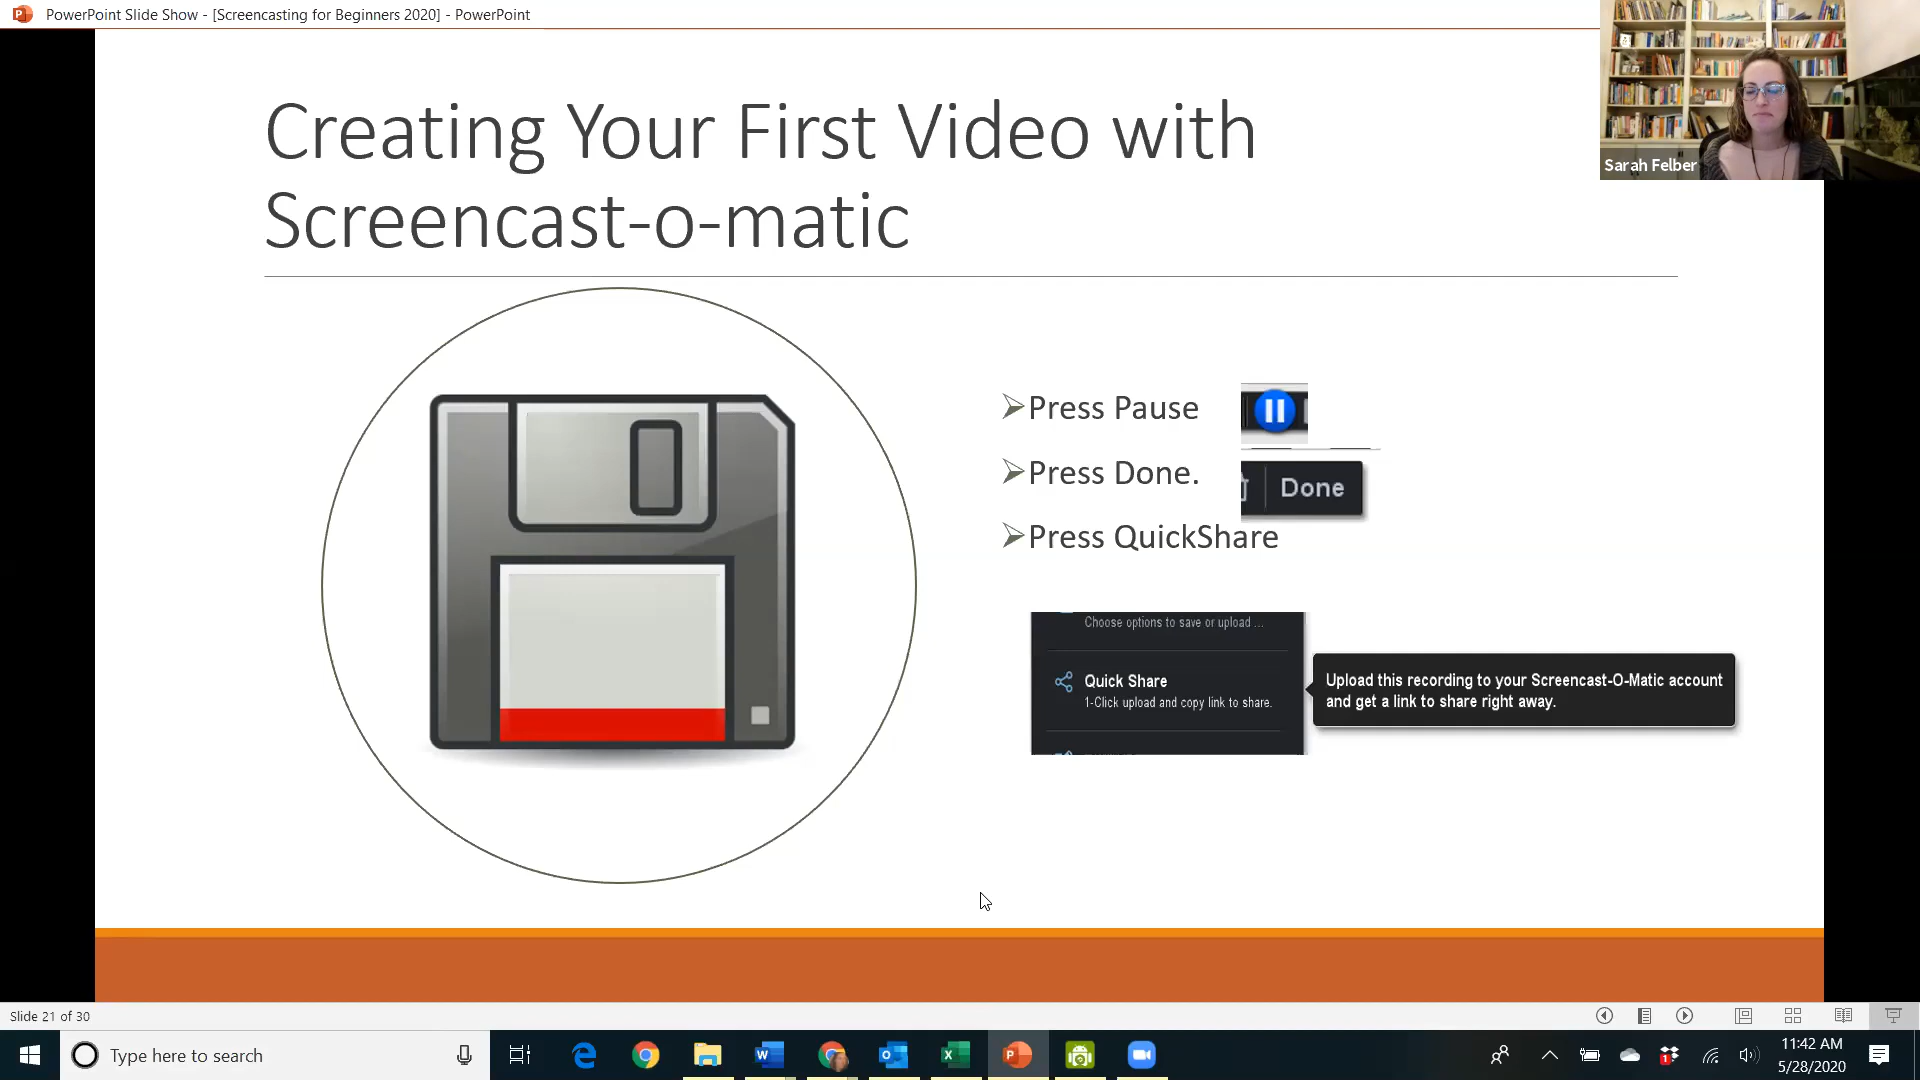 PowerPoint Slide Show - [Screencasting for Beginners 2020] - PowerPoint
Sarah Felber
Creating Your First Video with
Screencast-o-matic
Press Pause
Press Done.
Done
Press QuickShare
Choose options to save or upload ...
Quick Share
1-Click upload and copy link to share.
Upload this recording to your Screencast-O-Matic account
and get a link to share right away.
Slide 21 of 30
Type here to search
11:42 AM
5/28/2020